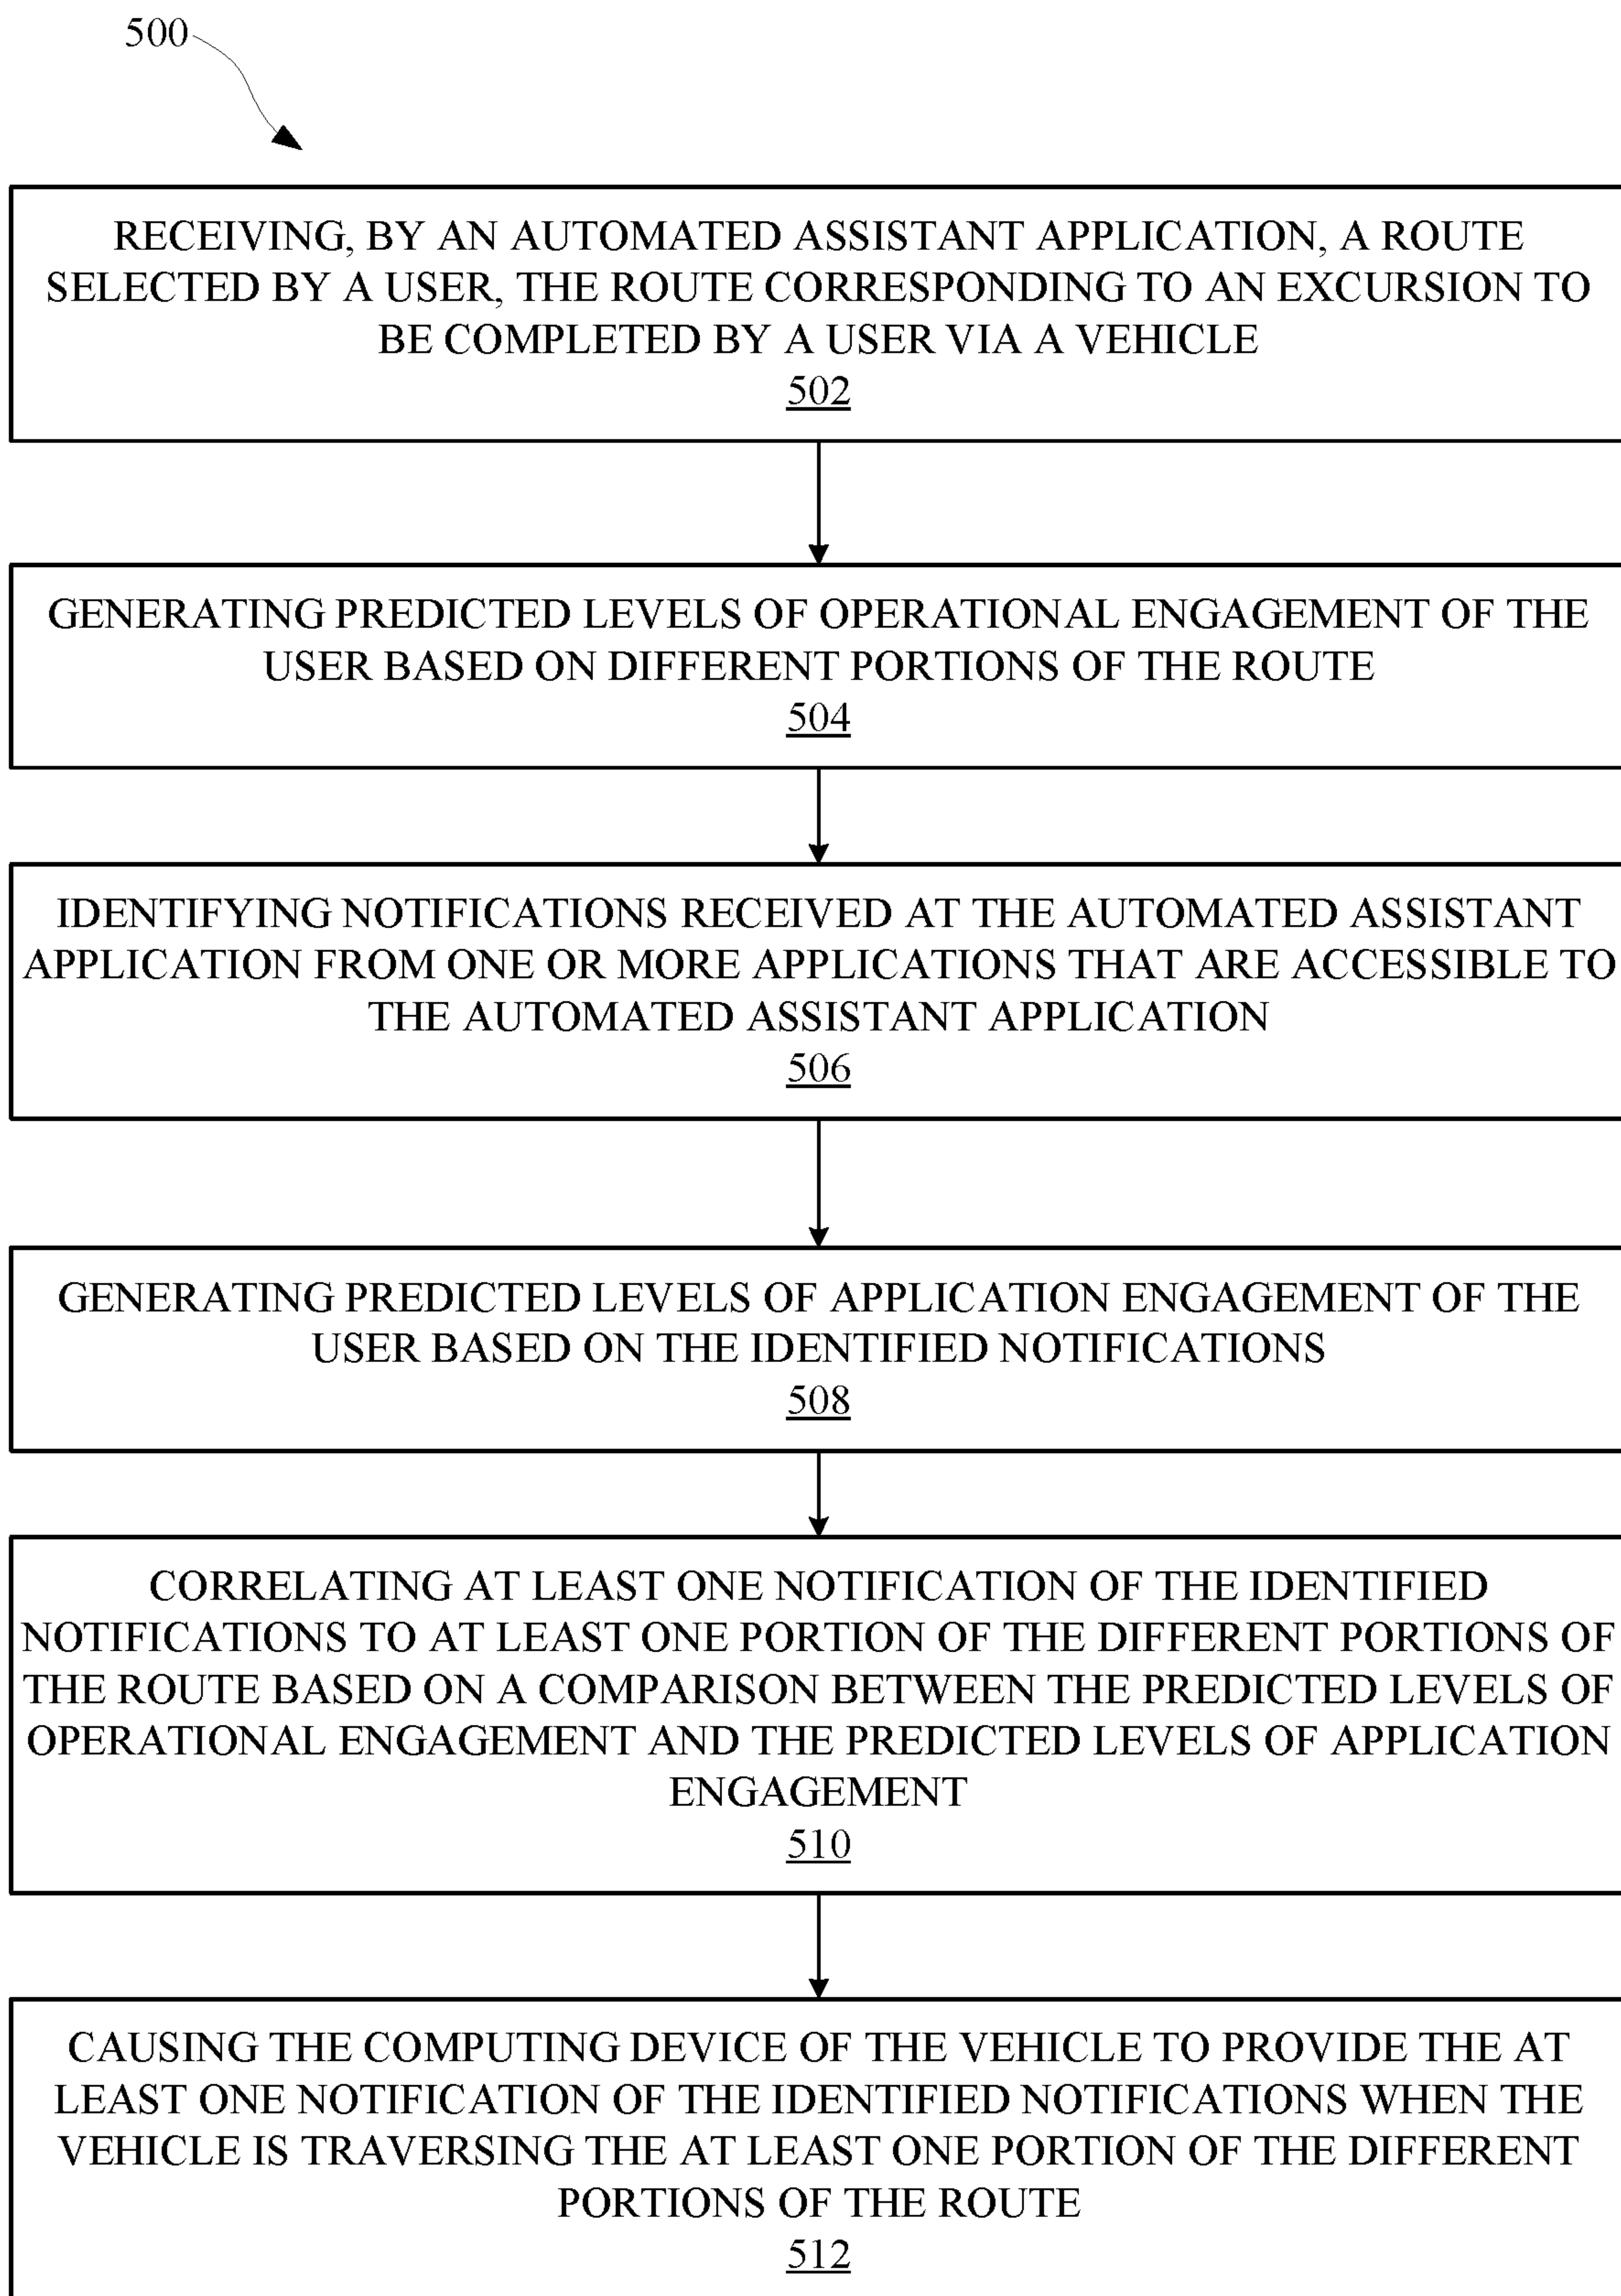 500
RECEIVING, BY AN AUTOMATED ASSISTANT APPLICATION, A ROUTE
SELECTED BY A USER, THE ROUTE CORRESPONDING TO AN EXCURSION TO
BE COMPLETED BY A USER VIA A VEHICLE
502
GENERATING PREDICTED LEVELS OF OPERATIONAL ENGAGEMENT OF THE
USER BASED ON DIFFERENT PORTIONS OF THE ROUTE
504
IDENTIFYING NOTIFICATIONS RECEIVED AT THE AUTOMATED ASSISTANT
APPLICATION FROM ONE OR MORE APPLICATIONS THAT ARE ACCESSIBLE TO
THE AUTOMATED ASSISTANT APPLICATION
506
GENERATING PREDICTED LEVELS OF APPLICATION ENGAGEMENT OF THE
USER BASED ON THE IDENTIFIED NOTIFICATIONS
508
CORRELATING AT LEAST ONE NOTIFICATION OF THE IDENTIFIED
NOTIFICATIONS TO AT LEAST ONE PORTION OF THE DIFFERENT PORTIONS OF
THE ROUTE BASED ON A COMPARISON BETWEEN THE PREDICTED LEVELS OF
OPERATIONAL ENGAGEMENT AND THE PREDICTED LEVELS OF APPLICATION
ENGAGEMENT
510
CAUSING THE COMPUTING DEVICE OF THE VEHICLE TO PROVIDE THE AT
LEAST ONE NOTIFICATION OF THE IDENTIFIED NOTIFICATIONS WHEN THE
VEHICLE IS TRAVERSING THE AT LEAST ONE PORTION OF THE DIFFERENT
PORTIONS OF THE ROUTE
512